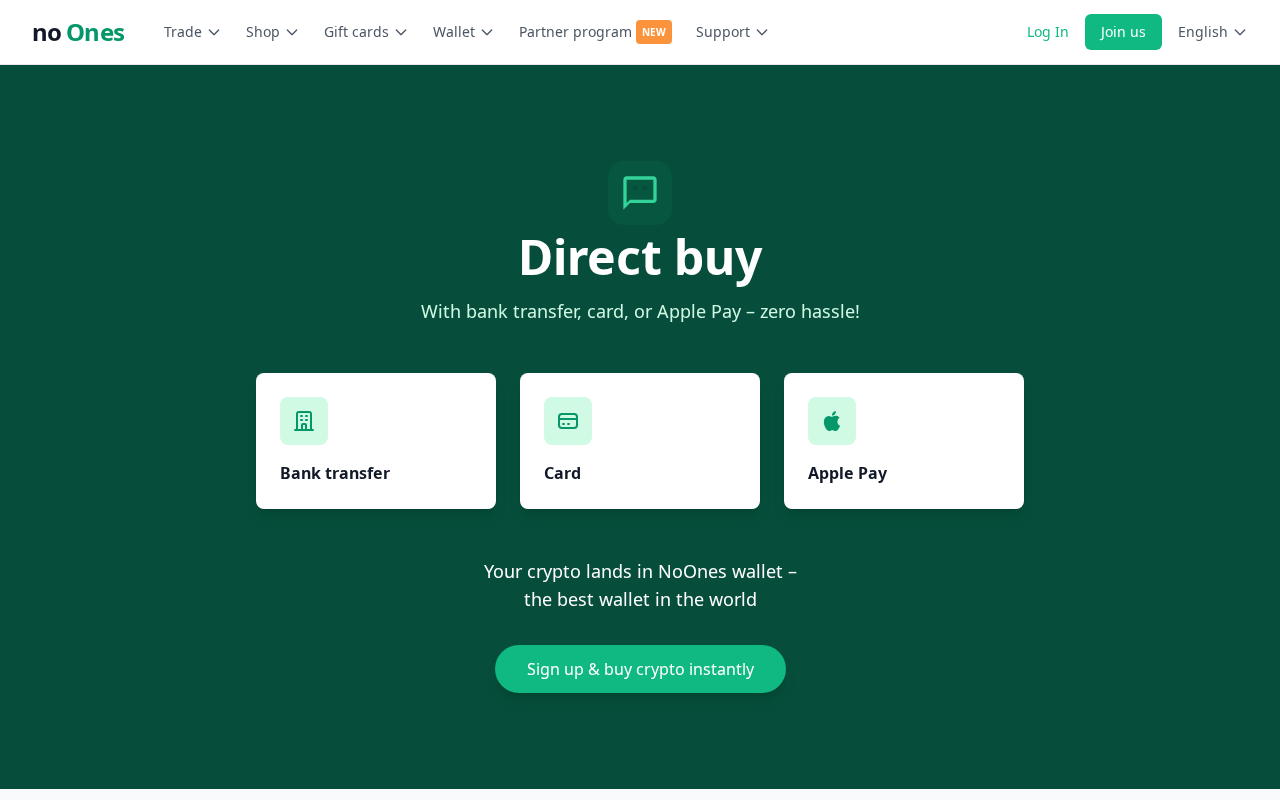 no Ones Trade Shop Gift cards Wallet Partner program NEW Support Log In Join us English
Direct buy
With bank transfer, card, or Apple Pay – zero hassle!
Bank transfer Card Apple Pay
Your crypto lands in NoOnes wallet –
the best wallet in the world
Sign up & buy crypto instantly